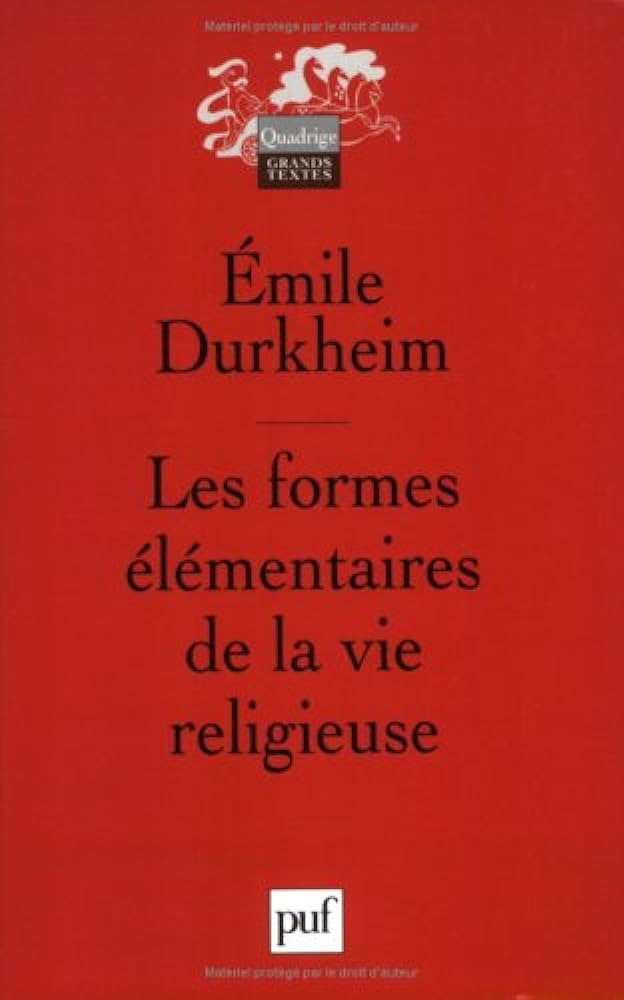 Matériel protégé par le droit d'auteur
Quadrige
GRANDS
TEXTES
Émile
Durkheim
Les formes
élémentaires
de la vie
religieuse
puf
Matériel protégé par le droit d'auteur